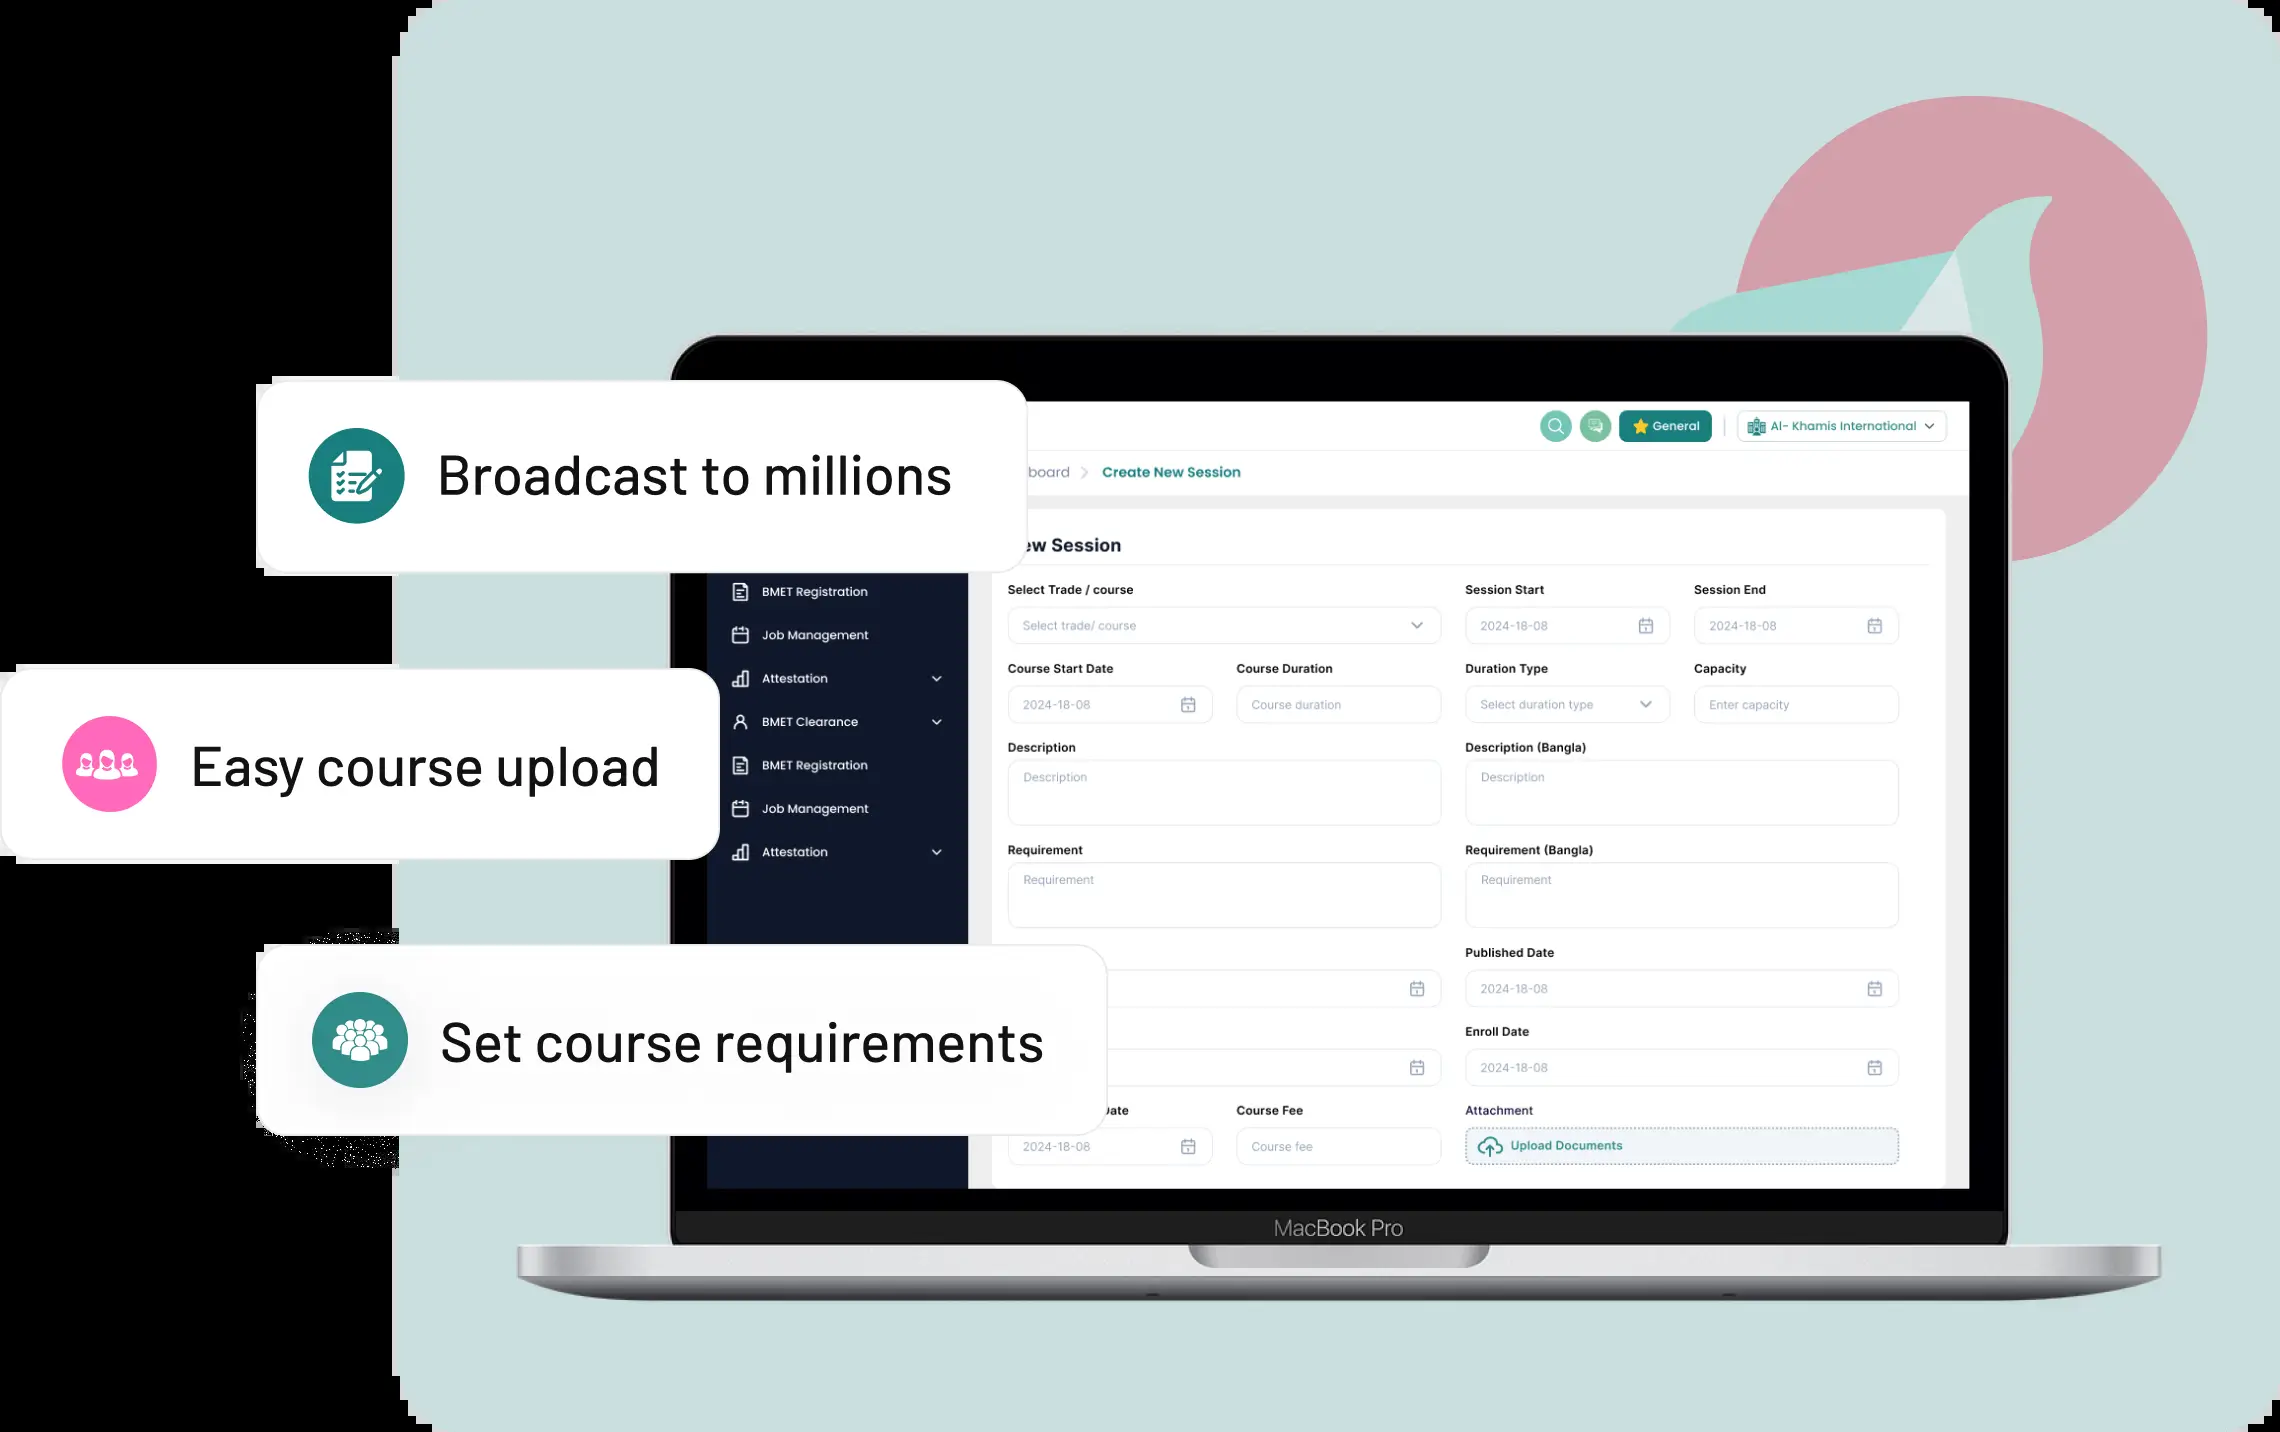 Broadcast to millions
Easy course upload
Set course requirements
General
Al- Khamis International
Create New Session
Session
BMET Registration
Job Management
Attestation
BMET Clearance
BMET Registration
Job Management
Attestation
Select Trade / course
Select trade/ course
Session Start
2024-18-08
Session End
2024-18-08
Course Start Date
2024-18-08
Course Duration
Course duration
Duration Type
Select duration type
Capacity
Enter capacity
Description
Description
Description (Bangla)
Description
Requirement
Requirement
Requirement (Bangla)
Requirement
Published Date
2024-18-08
Enroll Date
2024-18-08
2024-18-08
Course Fee
Course fee
Attachment
Upload Documents
MacBook Pro